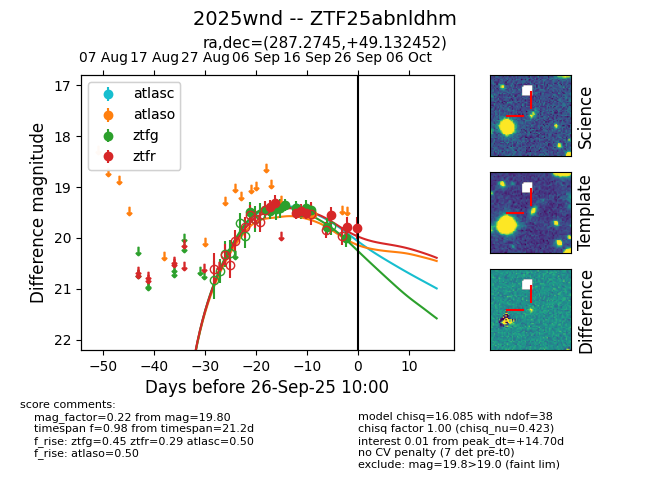 2025wnd -- ZTF25abnldhm
ra,dec=(287.2745,+49.132452)
07 Aug 17 Aug 27 Aug 06 Sep 16 Sep 26 Sep 06 Oct
17
18
19
20
21
22
Difference magnitude
atlasc
atlaso
ztfg
ztfr
−50 −40 −30 −20 −10 0 10
Days before 26-Sep-25 10:00
Science
Template
Difference
score comments:
mag_factor=0.22 from mag=19.80
timespan f=0.98 from timespan=21.2d
f_rise: ztfg=0.45 ztfr=0.29 atlasc=0.50
f_rise: atlaso=0.50
model chisq=16.085 with ndof=38
chisq factor 1.00 (chisq_nu=0.423)
interest 0.01 from peak_dt=+14.70d
no CV penalty (7 det pre-t0)
exclude: mag=19.8>19.0 (faint lim)